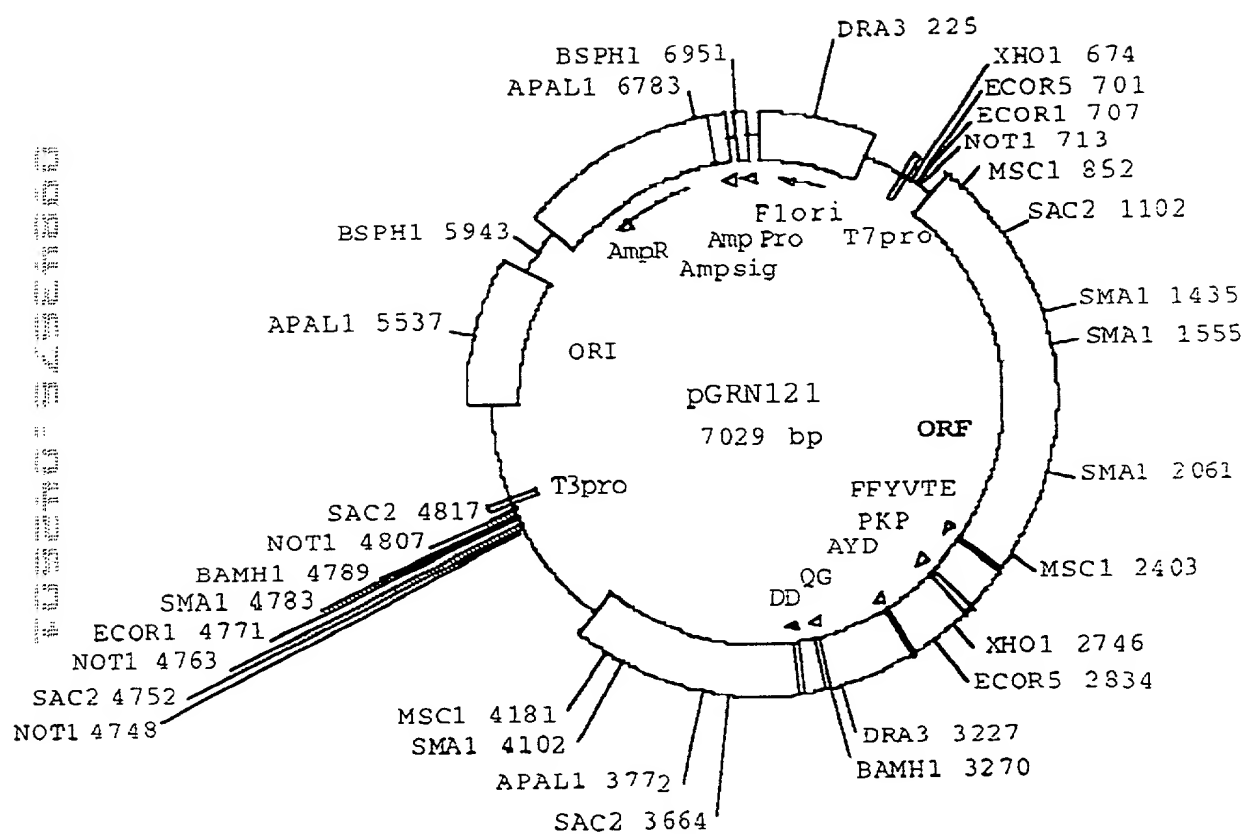 DRA3 225
BSPH1 6951
APAL1 6783
XHO1 674
ECOR5 701
ECOR1 707
NOT1 713
MSC1 852
SAC2 1102
BSPH1 5943
AmpR
Amp Pro
Ampsig
Flori
T7pro
SMA1 1435
SMA1 1555
APAL1 5537
ORI
pGRN121
7029 bp
ORF
SMA1 2061
T3pro
FFYVTE
PKP
AYD
QG
DD
MSC1 2403
SAC2 4817
NOT1 4807
BAMH1 4789
SMA1 4783
ECOR1 4771
NOT1 4763
SAC2 4752
NOT1 4748
XHO1 2746
ECOR5 2834
MSC1 4181
SMA1 4102
DRA3 3227
BAMH1 3270
APAL1 3772
SAC2 3664